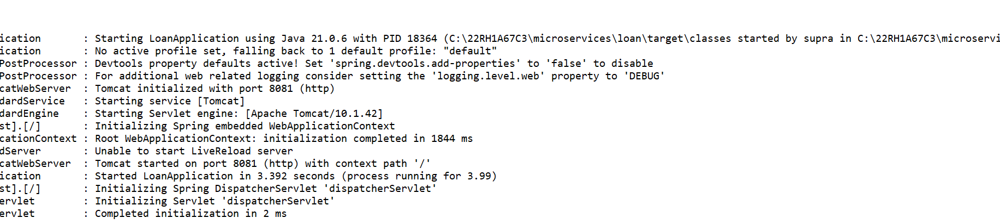 ication : Starting LoanApplication using Java 21.0.6 with PID 18364 (C:\22RH1A67C3\microservices\loan\target\classes started by supra in C:\22RH1A67C3\microservi
ication : No active profile set, falling back to 1 default profile: "default"
PostProcessor : Devtools property defaults active! Set 'spring.devtools.add-properties' to 'false' to disable
PostProcessor : For additional web related logging consider setting the 'logging.level.web' property to 'DEBUG'
catWebServer : Tomcat initialized with port 8081 (http)
dardService : Starting service [Tomcat]
dardEngine : Starting Servlet engine: [Apache Tomcat/10.1.42]
st].[/] : Initializing Spring embedded WebApplicationContext
cationContext : Root WebApplicationContext: initialization completed in 1844 ms
dServer : Unable to start LiveReload server
catWebServer : Tomcat started on port 8081 (http) with context path '/'
ication : Started LoanApplication in 3.392 seconds (process running for 3.99)
st].[/] : Initializing Spring DispatcherServlet 'dispatcherServlet'
ervlet : Initializing Servlet 'dispatcherServlet'
ervlet : Completed initialization in 2 ms